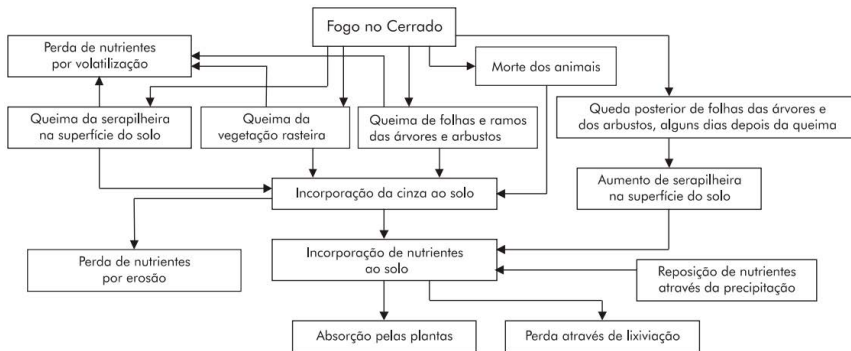 Fogo no Cerrado
Perda de nutrientes
por volatilização
Morte dos animais
Queima da serapilheira
na superfície do solo
Queima da
vegetação rasteira
Queima de folhas e ramos
das árvores e arbustos
Queda posterior de folhas das árvores e
dos arbustos, alguns dias depois da queima
Incorporação da cinza ao solo
Aumento de serapilheira
na superfície do solo
Perda de nutrientes
por erosão
Incorporação de nutrientes
ao solo
Reposição de nutrientes
através da precipitação
Absorção pelas plantas
Perda através de lixiviação